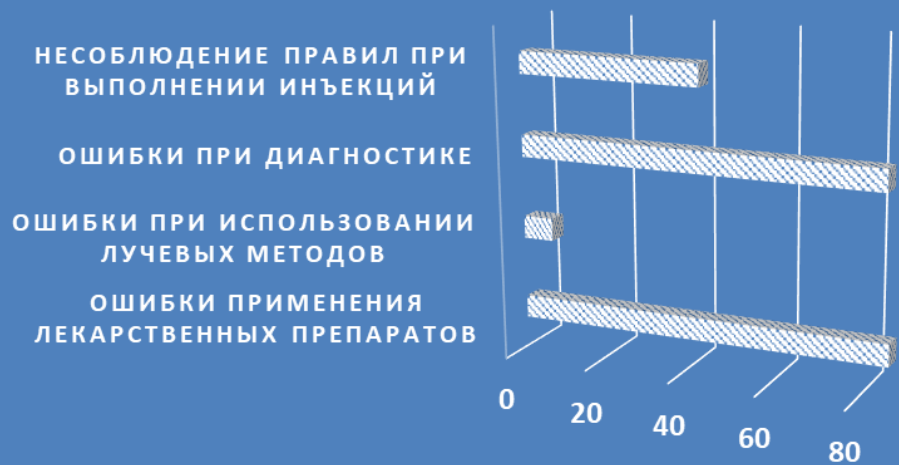 НЕСОБЛЮДЕНИЕ ПРАВИЛ ПРИ
ВЫПОЛНЕНИИ ИНЪЕКЦИЙ
ОШИБКИ ПРИ ДИАГНОСТИКЕ
ОШИБКИ ПРИ ИСПОЛЬЗОВАНИИ
ЛУЧЕВЫХ МЕТОДОВ
ОШИБКИ ПРИМЕНЕНИЯ
ЛЕКАРСТВЕННЫХ ПРЕПАРАТОВ
0
20
40
60
80